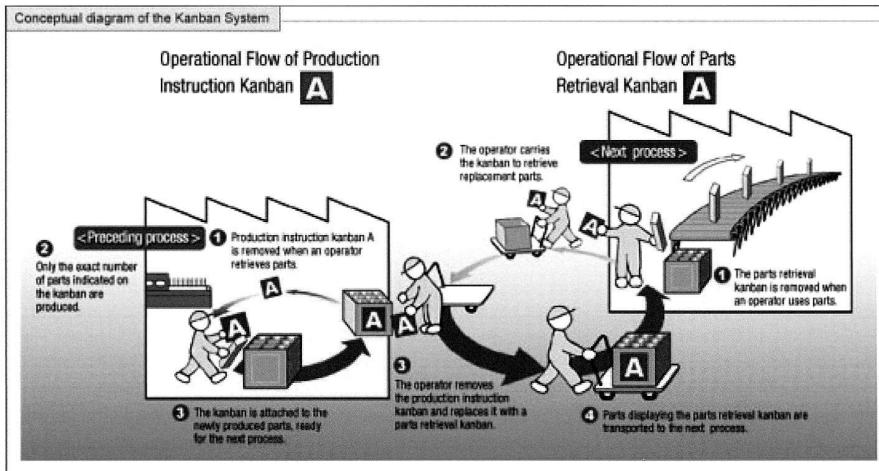 Conceptual diagram of the Kanban System
Operational Flow of Production
Instruction Kanban A
Operational Flow of Parts
Retrieval Kanban A
2 The operator carries
the kanban to retrieve
replacement parts.
<Next process>
A
A
1 The parts retrieval
kanban is removed when
an operator uses parts.
<Preceding process>
1 Production instruction kanban A
is removed when an operator
retrieves parts.
2
Only the exact number
of parts indicated on
the kanban are
produced.
A
A
A
A
3 The kanban is attached to the
newly produced parts, ready
for the next process.
3
The operator removes
the production instruction
kanban and replaces it with a
parts retrieval kanban.
A
4 Parts displaying the parts retrieval kanban are
transported to the next process.